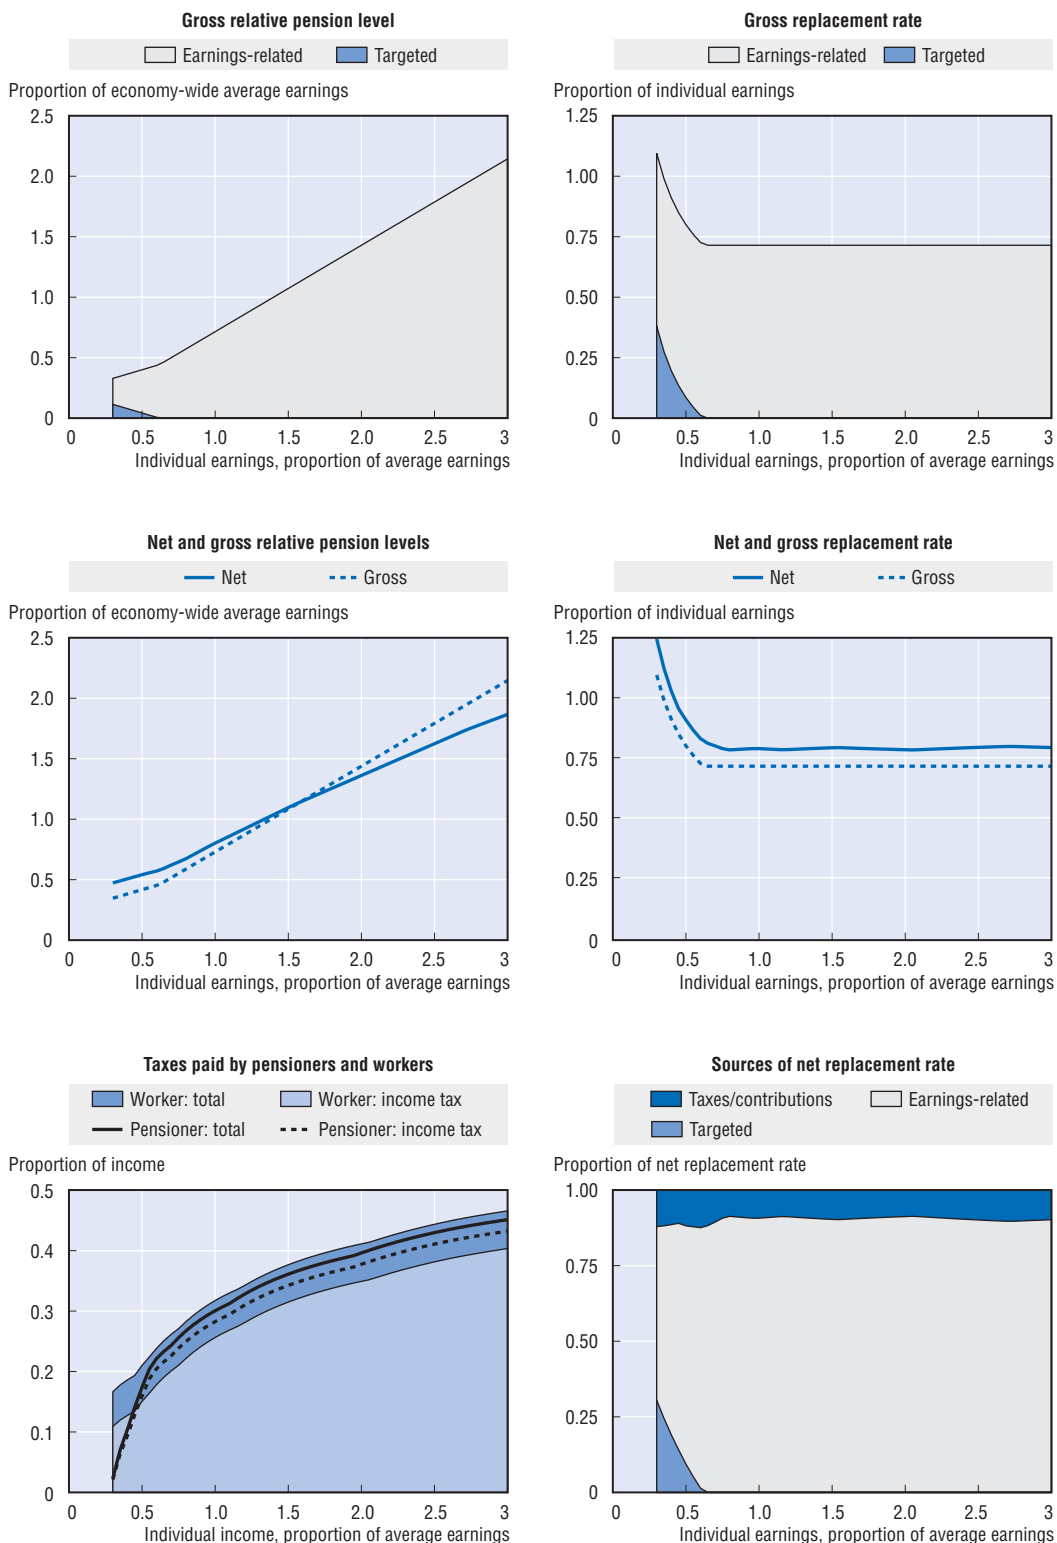 Gross relative pension level
Earnings-related Targeted
Proportion of economy-wide average earnings
2.5
2.0
1.5
1.0
0.5
0
0 0.5 1.0 1.5 2.0 2.5 3
Individual earnings, proportion of average earnings
Gross replacement rate
Earnings-related Targeted
Proportion of individual earnings
1.25
1.00
0.75
0.50
0.25
0
0 0.5 1.0 1.5 2.0 2.5 3
Individual earnings, proportion of average earnings
Net and gross relative pension levels
Net Gross
Proportion of economy-wide average earnings
2.5
2.0
1.5
1.0
0.5
0
0 0.5 1.0 1.5 2.0 2.5 3
Individual earnings, proportion of average earnings
Net and gross replacement rate
Net Gross
Proportion of individual earnings
1.25
1.00
0.75
0.50
0.25
0
0 0.5 1.0 1.5 2.0 2.5 3
Individual earnings, proportion of average earnings
Taxes paid by pensioners and workers
Worker: total Worker: income tax
Pensioner: total Pensioner: income tax
Proportion of income
0.5
0.4
0.3
0.2
0.1
0
0 0.5 1.0 1.5 2.0 2.5 3
Individual income, proportion of average earnings
Sources of net replacement rate
Taxes/contributions Earnings-related
Targeted
Proportion of net replacement rate
1.00
0.75
0.50
0.25
0
0 0.5 1.0 1.5 2.0 2.5 3
Individual earnings, proportion of average earnings